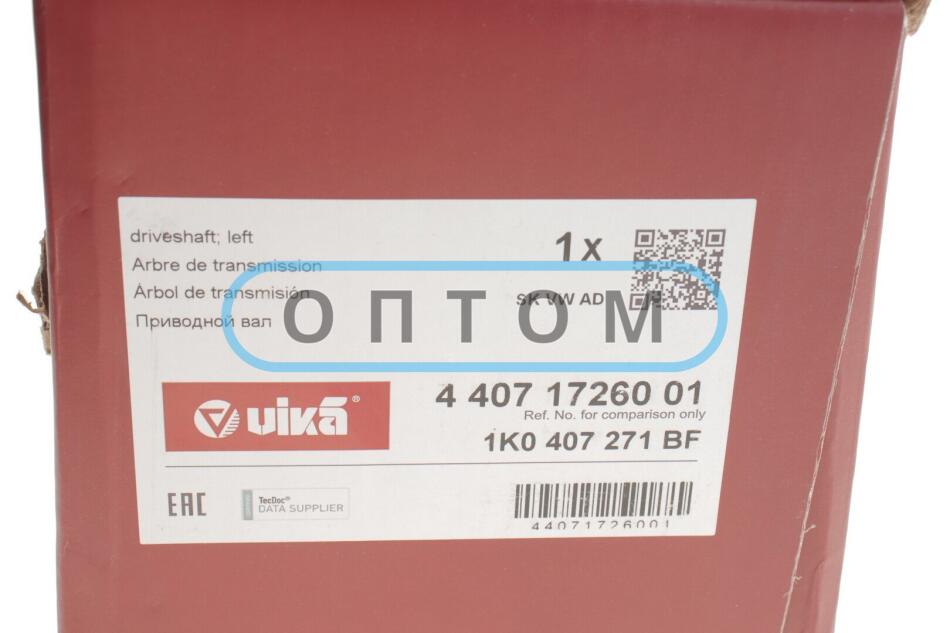 driveshaft; left
1 x
Arbre de transmission
Árbol de transmisión
SK VW AD
Приводной вал
ОПТОМ
4 407 17260 01
Ref. No. for comparison only
vika®
1K0 407 271 BF
EAC
TecDoc®
DATA SUPPLIER
44071726001